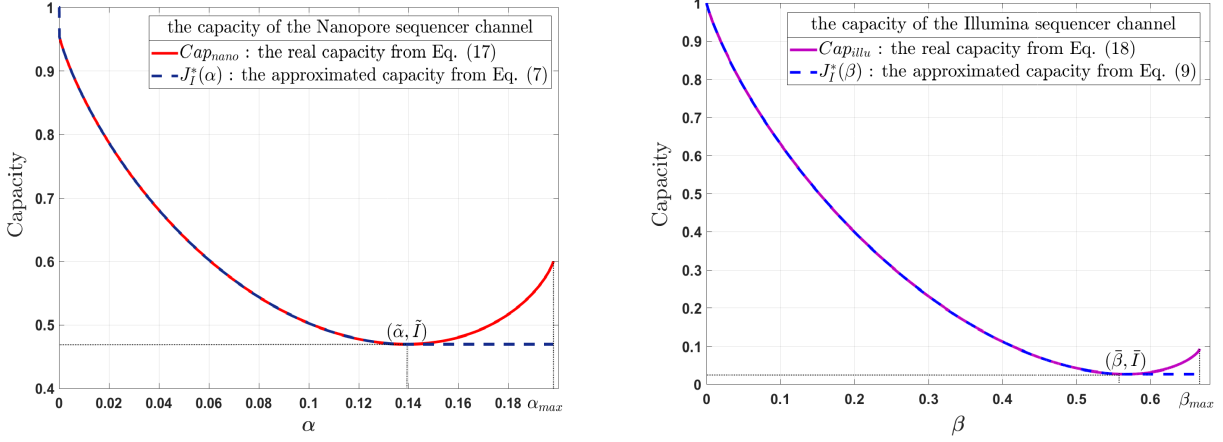 the capacity of the Nanopore sequencer channel
Cap_nano : the real capacity from Eq. (17)
J_I^*(α) : the approximated capacity from Eq. (7)
Capacity
1
0.9
0.8
0.7
0.6
0.5
0.4
(α̃, Ĩ)
0 0.02 0.04 0.06 0.08 0.1 0.12 0.14 0.16 0.18 α_max
α
the capacity of the Illumina sequencer channel
Cap_illu : the real capacity from Eq. (18)
J_I^*(β) : the approximated capacity from Eq. (9)
Capacity
1
0.9
0.8
0.7
0.6
0.5
0.4
0.3
0.2
0.1
0
(β̄, Ī)
0 0.1 0.2 0.3 0.4 0.5 0.6 β_max
β